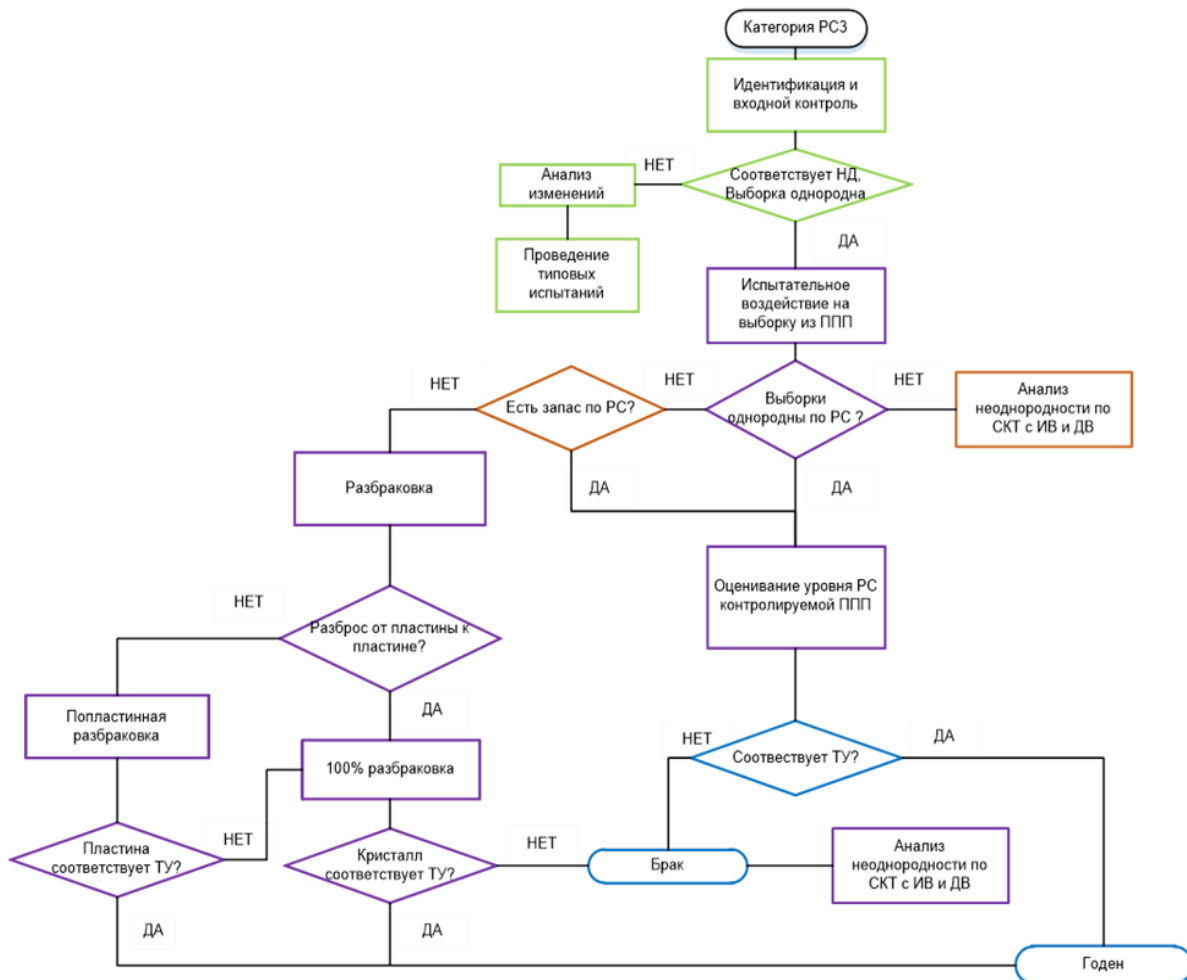 Категория РС3
Идентификация и
входной контроль
НЕТ
Соответствует НД,
Выборка однородна
Анализ
изменений
ДА
Проведение
типовых
испытаний
Испытательное
воздействие на
выборку из ППП
НЕТ
Есть запас по РС?
НЕТ
Выборки
однородны по РС ?
НЕТ
Анализ
неоднородности по
СКТ с ИВ и ДВ
Разбраковка
ДА
ДА
Оценивание уровня РС
контролируемой ППП
НЕТ
Разброс от пластины к
пластине?
Попластинная
разбраковка
ДА
НЕТ
Соотвествует ТУ?
ДА
100% разбраковка
Пластина
соответствует ТУ?
НЕТ
Кристалл
соответствует ТУ?
НЕТ
Брак
Анализ
неоднородности по
СКТ с ИВ и ДВ
ДА
ДА
Годен